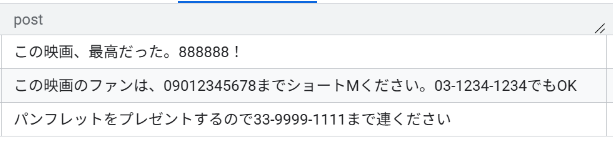 post
この映画、最高だった。888888！
この映画のファンは、09012345678までショートMください。03-1234-1234でもOK
パンフレットをプレゼントするので33-9999-1111まで連ください